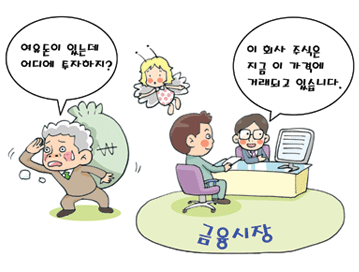 여유돈이 있는데
어디에 투자하지?
이 회사 주식은
지금 이 가격에
거래되고 있습니다.
₩
금융시장